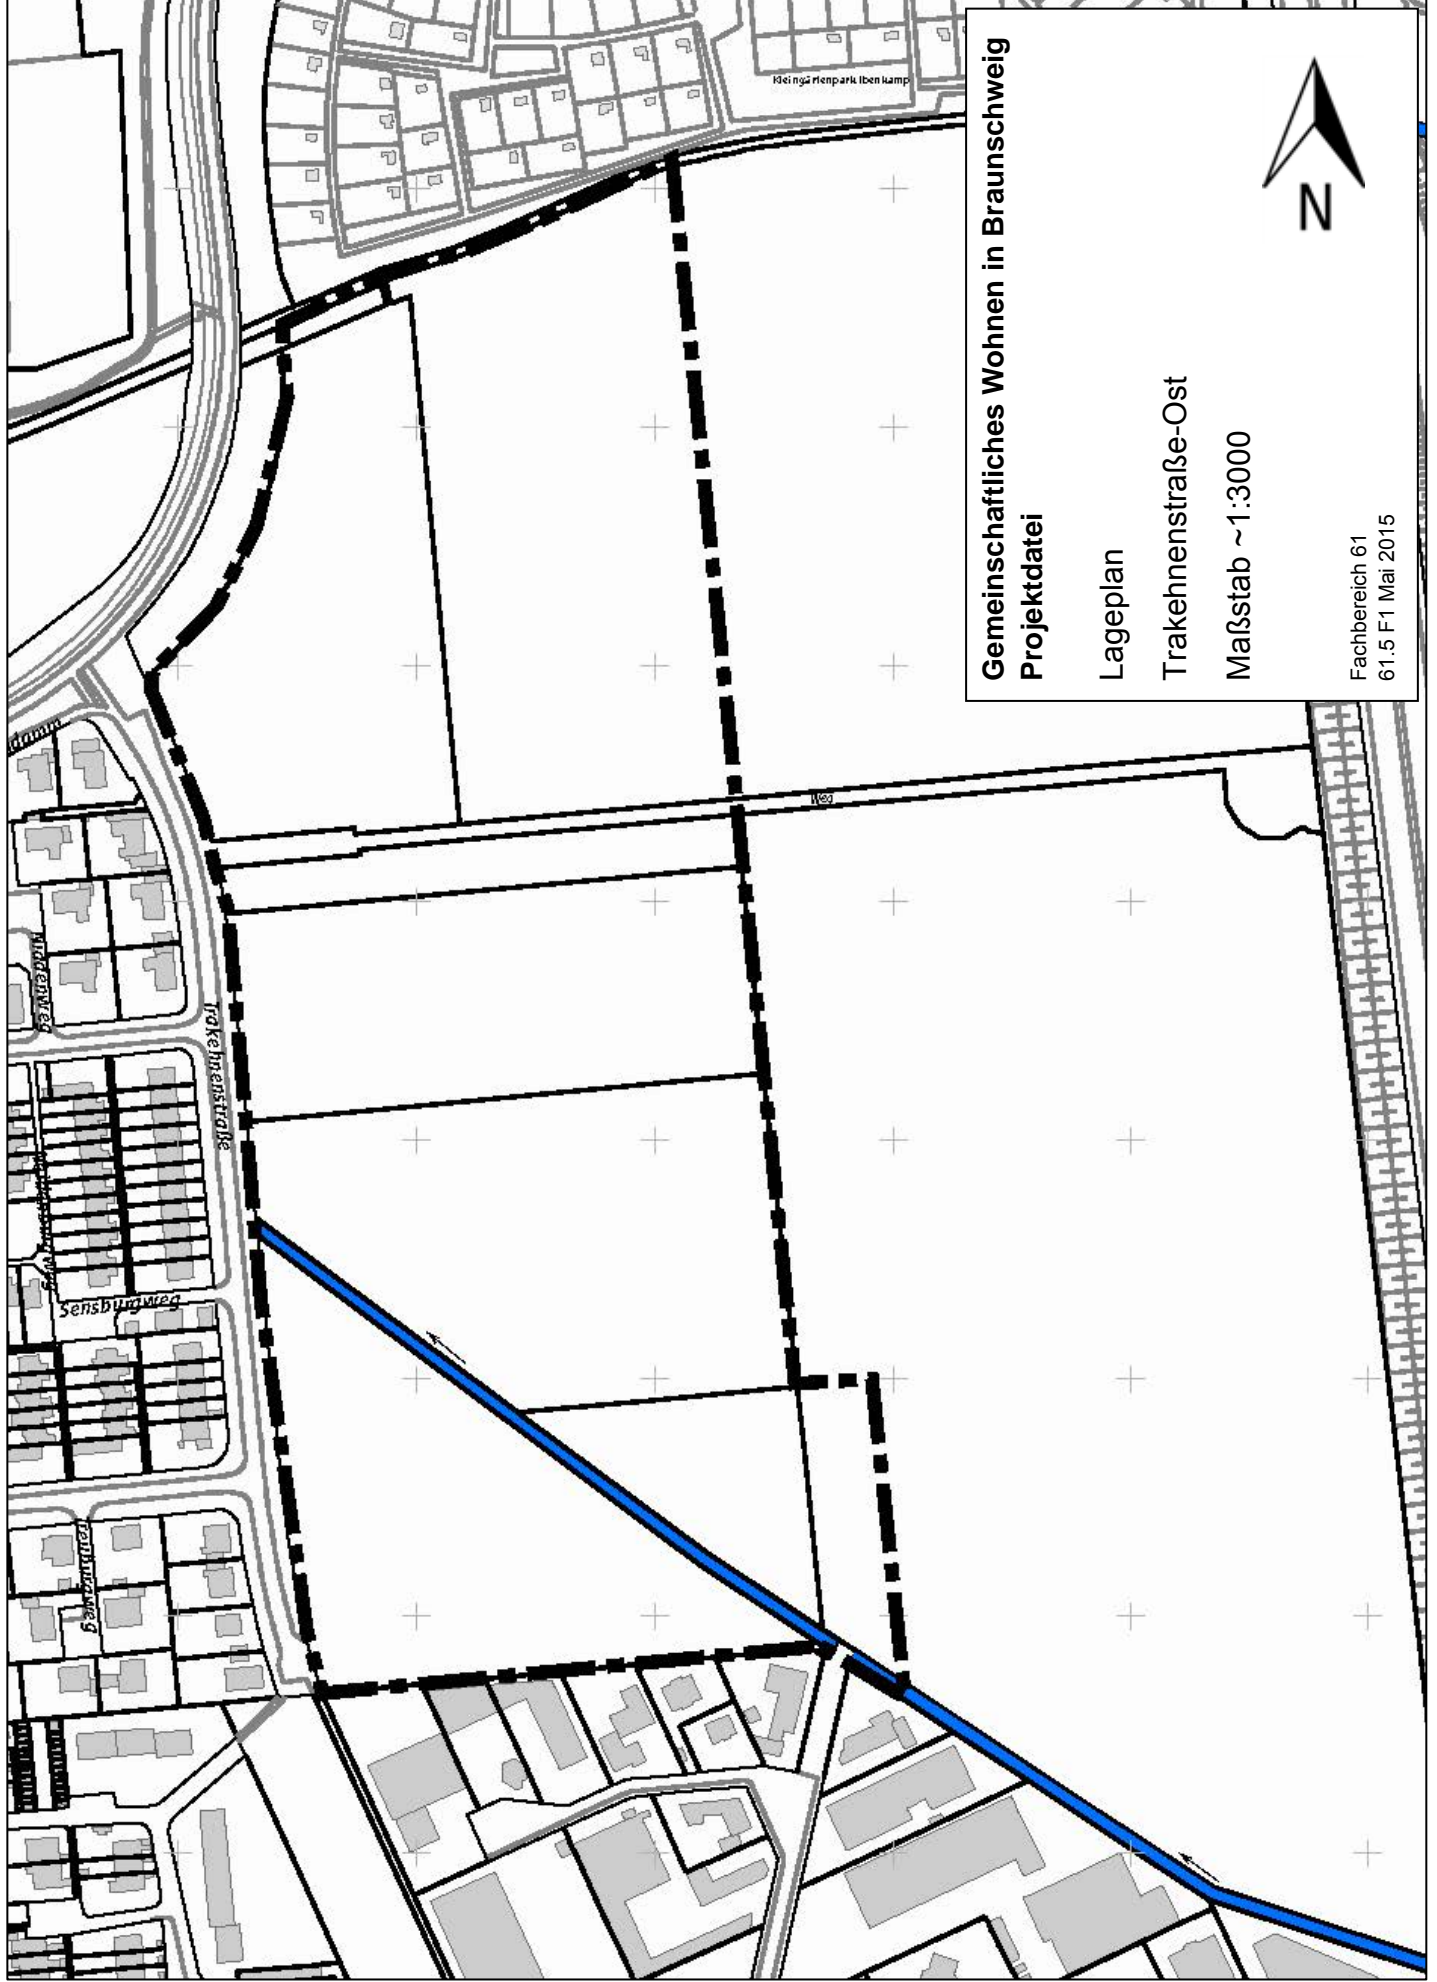 Gemeinschaftliches Wohnen in Braunschweig
Projektdatei
Lageplan
Trakehnenstraße-Ost
Maßstab ~1:3000
Fachbereich 61
61.5 F1 Mai 2015
N
Kleingärtenpark Ibenkamp
Weg
Trakehnenstraße
Sensburgweg
damm